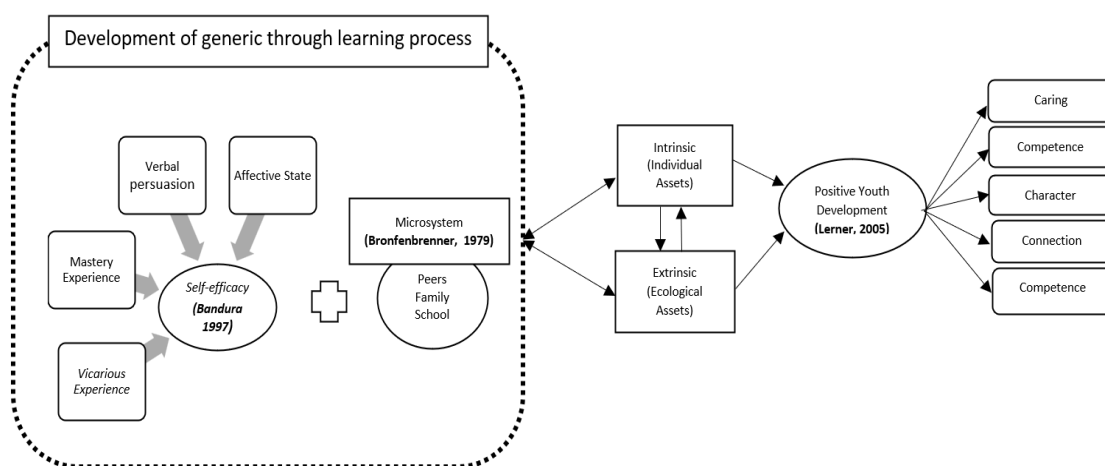 Development of generic through learning process
Verbal
persuasion
Affective State
Mastery
Experience
Vicarious
Experience
Self-efficacy
(Bandura
1997)
Microsystem
(Bronfenbrenner, 1979)
Peers
Family
School
Intrinsic
(Individual
Assets)
Extrinsic
(Ecological
Assets)
Positive Youth
Development
(Lerner, 2005)
Caring
Competence
Character
Connection
Competence